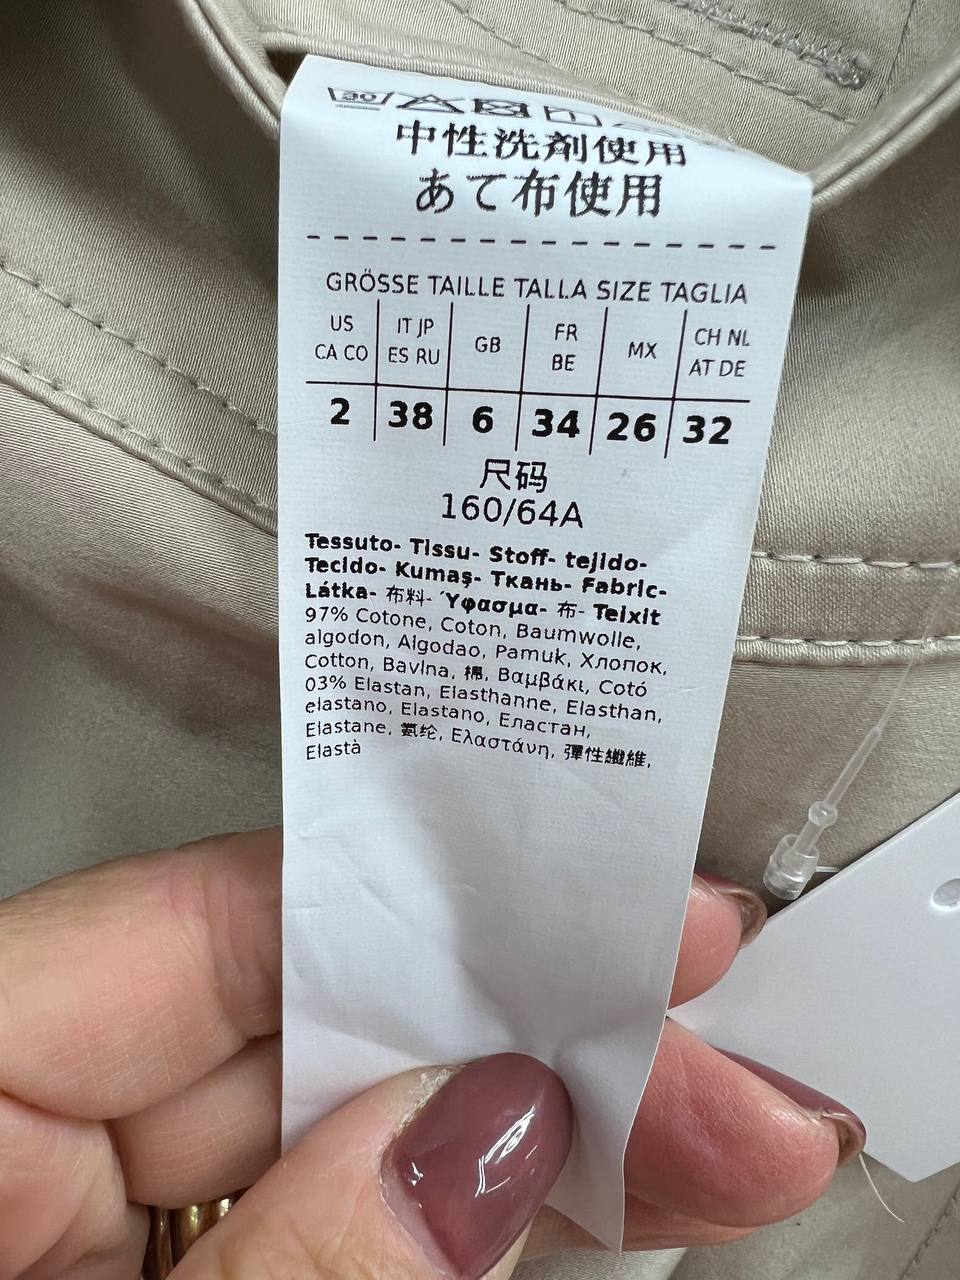 30
中性洗剤使用
あて布使用
GRÖSSE TAILLE TALLA SIZE TAGLIA
US CA CO IT JP ES RU GB FR BE MX CH NL AT DE
2 38 6 34 26 32
尺码
160/64A
Tessuto- Tissu- Stoff- tejido-
Tecido- Kumaş- Ткань- Fabric-
Látka- 布料- Ύφασμα- 布- Teixit
97% Cotone, Coton, Baumwolle,
algodon, Algodao, Pamuk, Хлопок,
Cotton, Bavlna, 棉, Βαμβάκι, Cotó
03% Elastan, Elasthanne, Elasthan,
elastano, Elastano, Еластан,
Elastane, 氨纶, Ελαστάνη, 彈性纖維,
Elastà